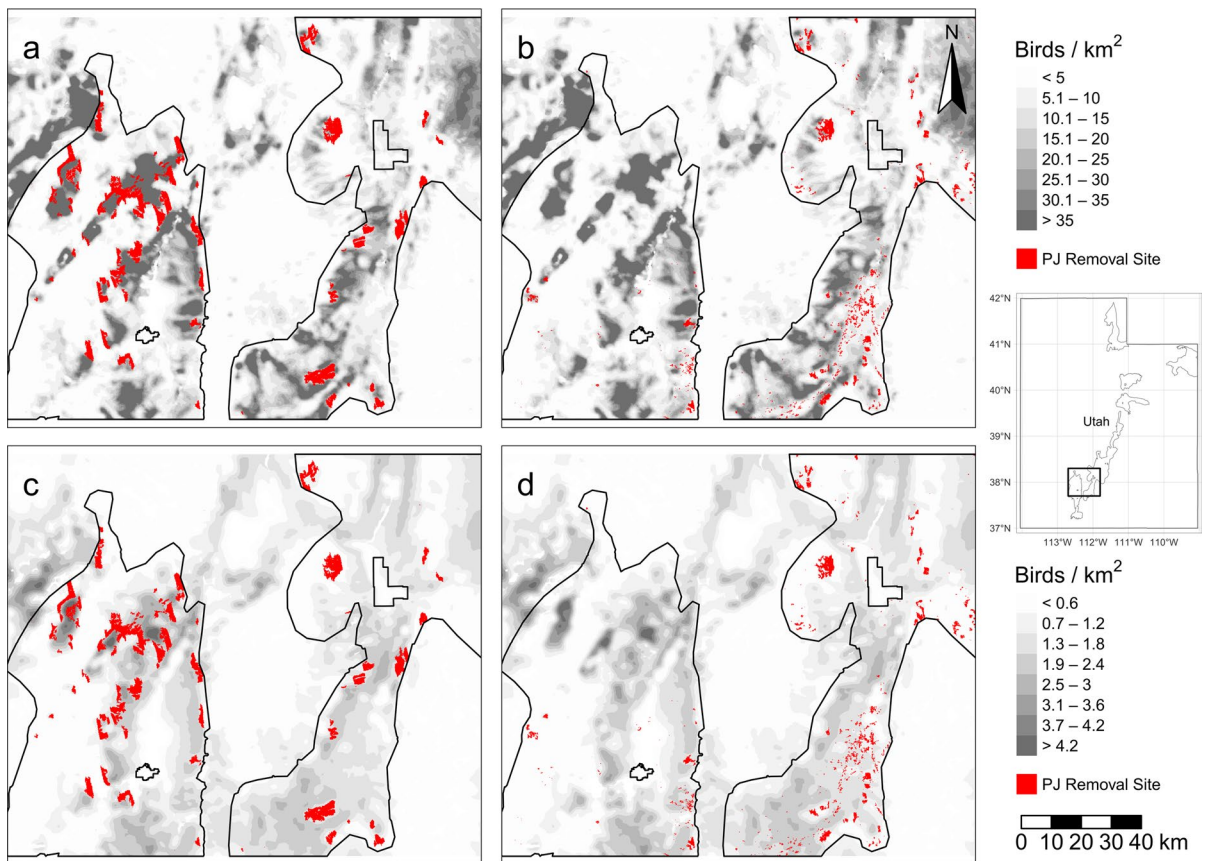 a
b
N
c
d
Birds / km²
< 5
5.1 – 10
10.1 – 15
15.1 – 20
20.1 – 25
25.1 – 30
30.1 – 35
> 35
PJ Removal Site
42°N
41°N
40°N
39°N
38°N
37°N
Utah
113°W 112°W 111°W 110°W
Birds / km²
< 0.6
0.7 – 1.2
1.3 – 1.8
1.9 – 2.4
2.5 – 3
3.1 – 3.6
3.7 – 4.2
> 4.2
PJ Removal Site
0 10 20 30 40 km